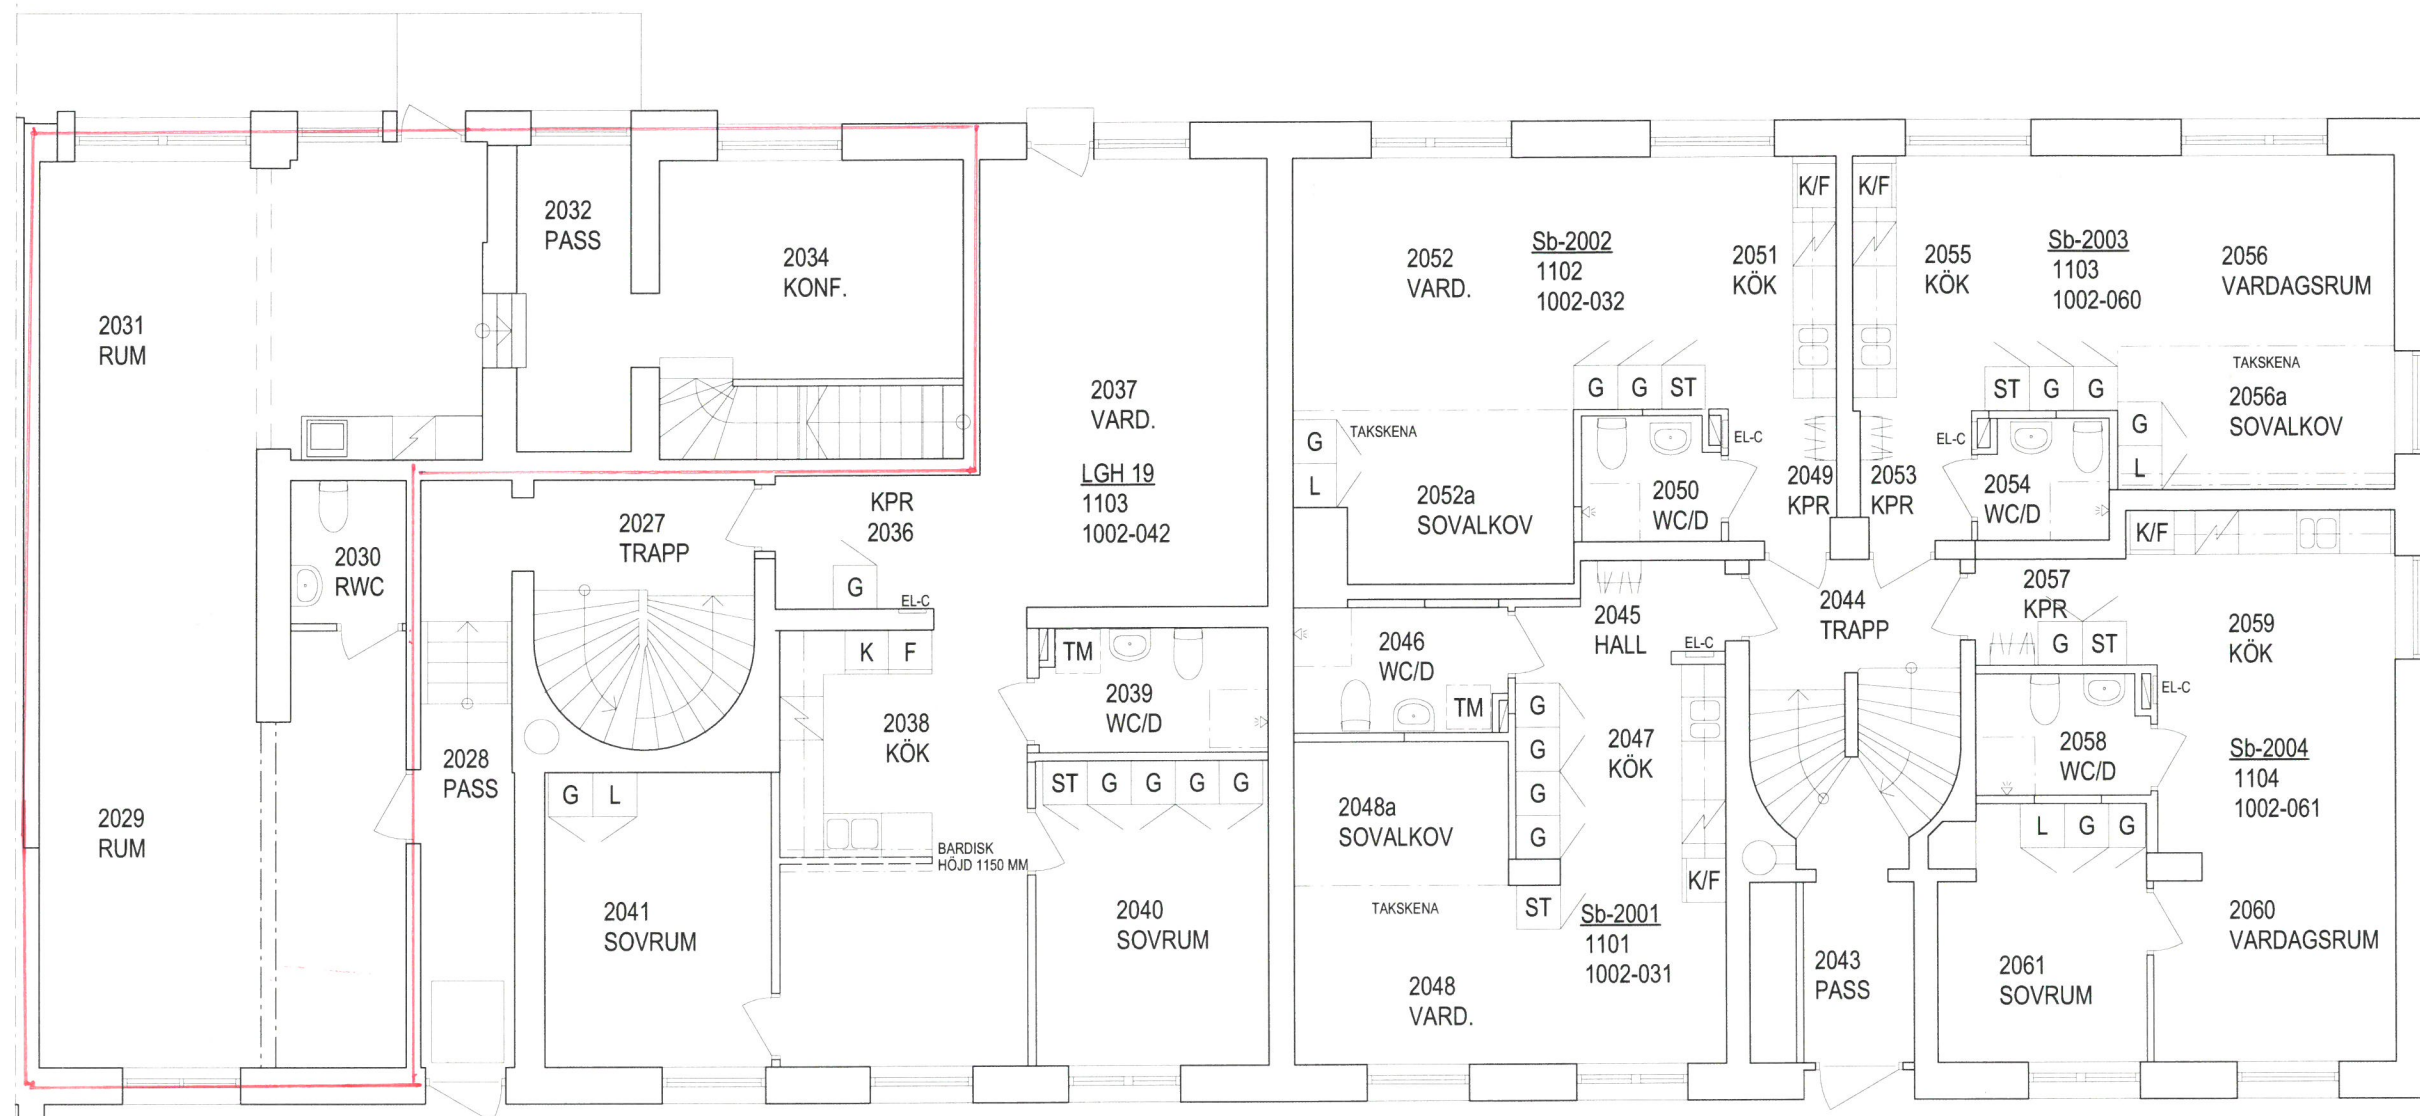 2031
RUM
2032
PASS
2034
KONF.
2030
RWC
2029
RUM
2028
PASS
2027
TRAPP
KPR
2036
G
EL-C
2037
VARD.
LGH 19
1103
1002-042
K F
2038
KÖK
TM
2039
WC/D
G L
2041
SOVRUM
BARDISK
HÖJD 1150 MM
ST G G G G
2040
SOVRUM
2052
VARD.
Sb-2002
1102
1002-032
2051
KÖK
K/F
G G ST
G
L
TAKSKENA
2052a
SOVALKOV
2050
WC/D
EL-C
2049
KPR
K/F
2055
KÖK
Sb-2003
1103
1002-060
2056
VARDAGSRUM
TAKSKENA
2056a
SOVALKOV
ST G G
G
L
EL-C
2053
KPR
2054
WC/D
2046
WC/D
TM
2045
HALL
EL-C
2044
TRAPP
G
G
G
G
2047
KÖK
K/F
2048a
SOVALKOV
TAKSKENA
ST
Sb-2001
1101
1002-031
2048
VARD.
2043
PASS
K/F
2057
KPR
G ST
2059
KÖK
EL-C
2058
WC/D
Sb-2004
1104
1002-061
L G G
2061
SOVRUM
2060
VARDAGSRUM